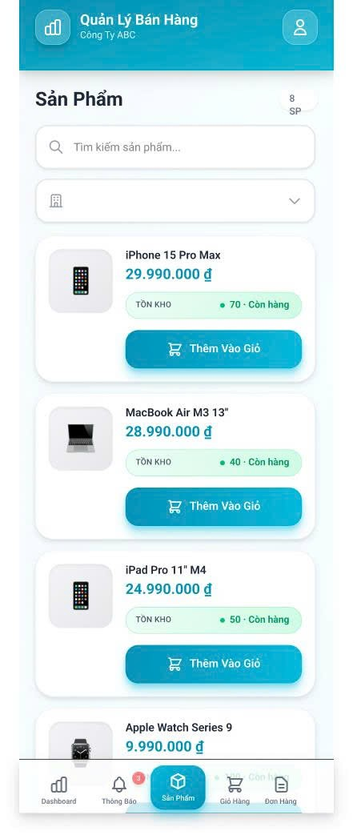 Quản Lý Bán Hàng
Công Ty ABC
Sản Phẩm
8
SP
Tìm kiếm sản phẩm...
iPhone 15 Pro Max
29.990.000 ₫
TỒN KHO
70 · Còn hàng
Thêm Vào Giỏ
MacBook Air M3 13"
28.990.000 ₫
TỒN KHO
40 · Còn hàng
Thêm Vào Giỏ
iPad Pro 11" M4
24.990.000 ₫
TỒN KHO
50 · Còn hàng
Thêm Vào Giỏ
Apple Watch Series 9
9.990.000 ₫
3
Dashboard
Thông Báo
Sản Phẩm
Giỏ Hàng
Đơn Hàng